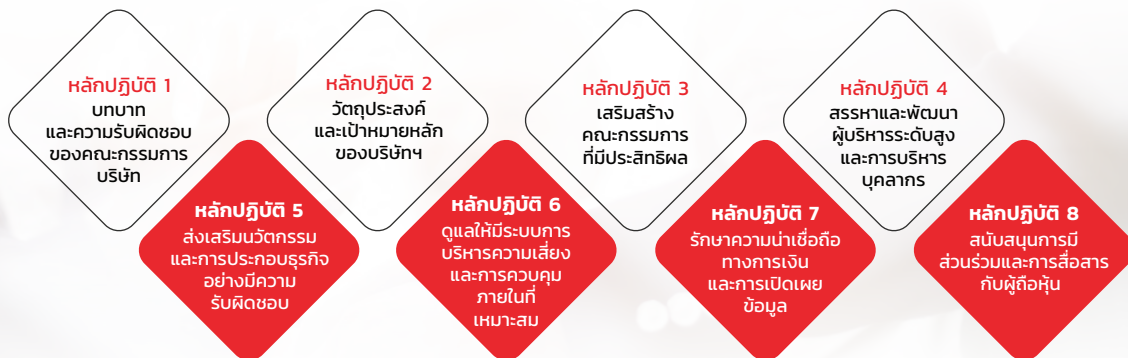 หลักปฏิบัติ 1
บทบาท
และความรับผิดชอบ
ของคณะกรรมการ
บริษัท
หลักปฏิบัติ 2
วัตถุประสงค์
และเป้าหมายหลัก
ของบริษัทฯ
หลักปฏิบัติ 3
เสริมสร้าง
คณะกรรมการ
ที่มีประสิทธิผล
หลักปฏิบัติ 4
สรรหาและพัฒนา
ผู้บริหารระดับสูง
และการบริหาร
บุคลากร
หลักปฏิบัติ 5
ส่งเสริมนวัตกรรม
และการประกอบธุรกิจ
อย่างมีความ
รับผิดชอบ
หลักปฏิบัติ 6
ดูแลให้มีระบบการ
บริหารความเสี่ยง
และการควบคุม
ภายในที่
เหมาะสม
หลักปฏิบัติ 7
รักษาความน่าเชื่อถือ
ทางการเงิน
และการเปิดเผย
ข้อมูล
หลักปฏิบัติ 8
สนับสนุนการมี
ส่วนร่วมและการสื่อสาร
กับผู้ถือหุ้น